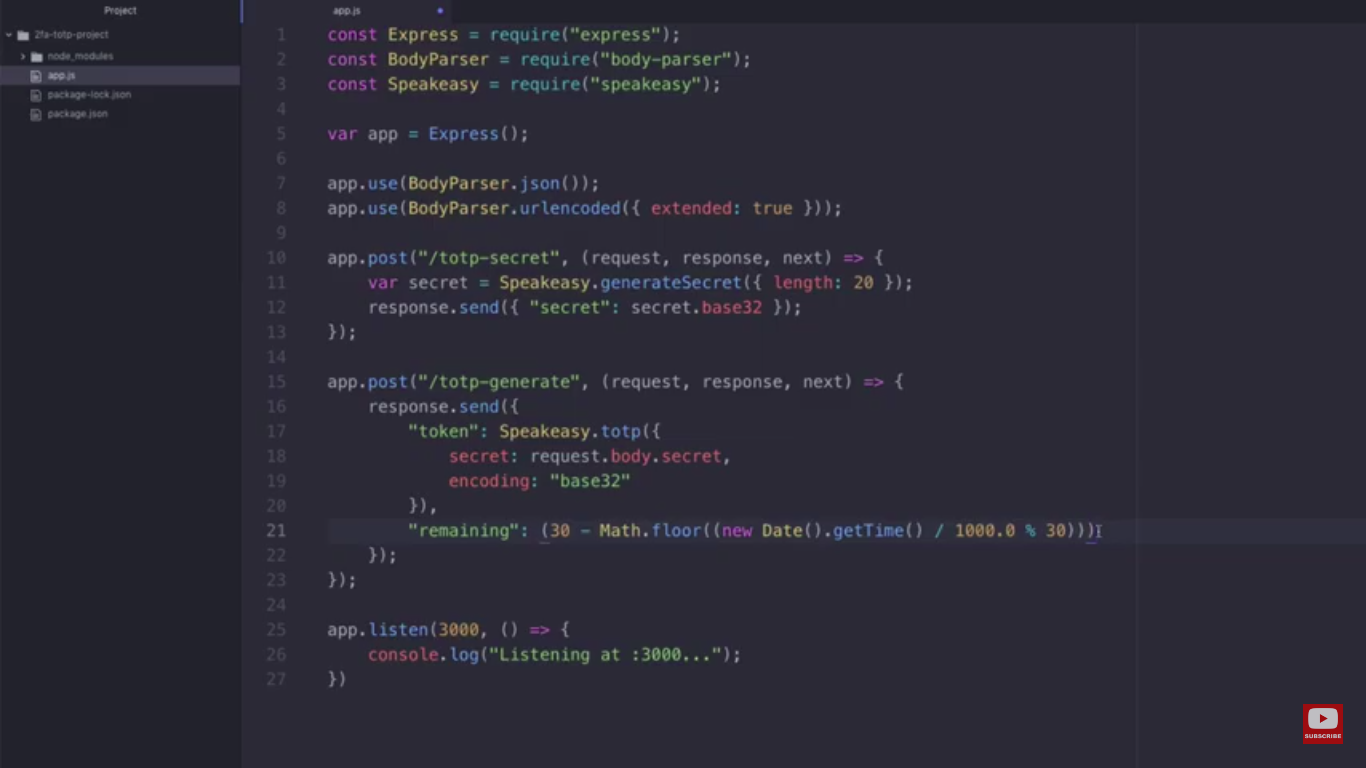 Project
2fa-totp-project
node_modules
app.js
package-lock.json
package.json
app.js
1 const Express = require("express");
2 const BodyParser = require("body-parser");
3 const Speakeasy = require("speakeasy");
4
5 var app = Express();
6
7 app.use(BodyParser.json());
8 app.use(BodyParser.urlencoded({ extended: true }));
9
10 app.post("/totp-secret", (request, response, next) => {
11     var secret = Speakeasy.generateSecret({ length: 20 });
12     response.send({ "secret": secret.base32 });
13 });
14
15 app.post("/totp-generate", (request, response, next) => {
16     response.send({
17         "token": Speakeasy.totp({
18             secret: request.body.secret,
19             encoding: "base32"
20         }),
21         "remaining": (30 - Math.floor((new Date().getTime() / 1000.0 % 30)))
22     });
23 });
24
25 app.listen(3000, () => {
26     console.log("Listening at :3000...");
27 })
SUBSCRIBE